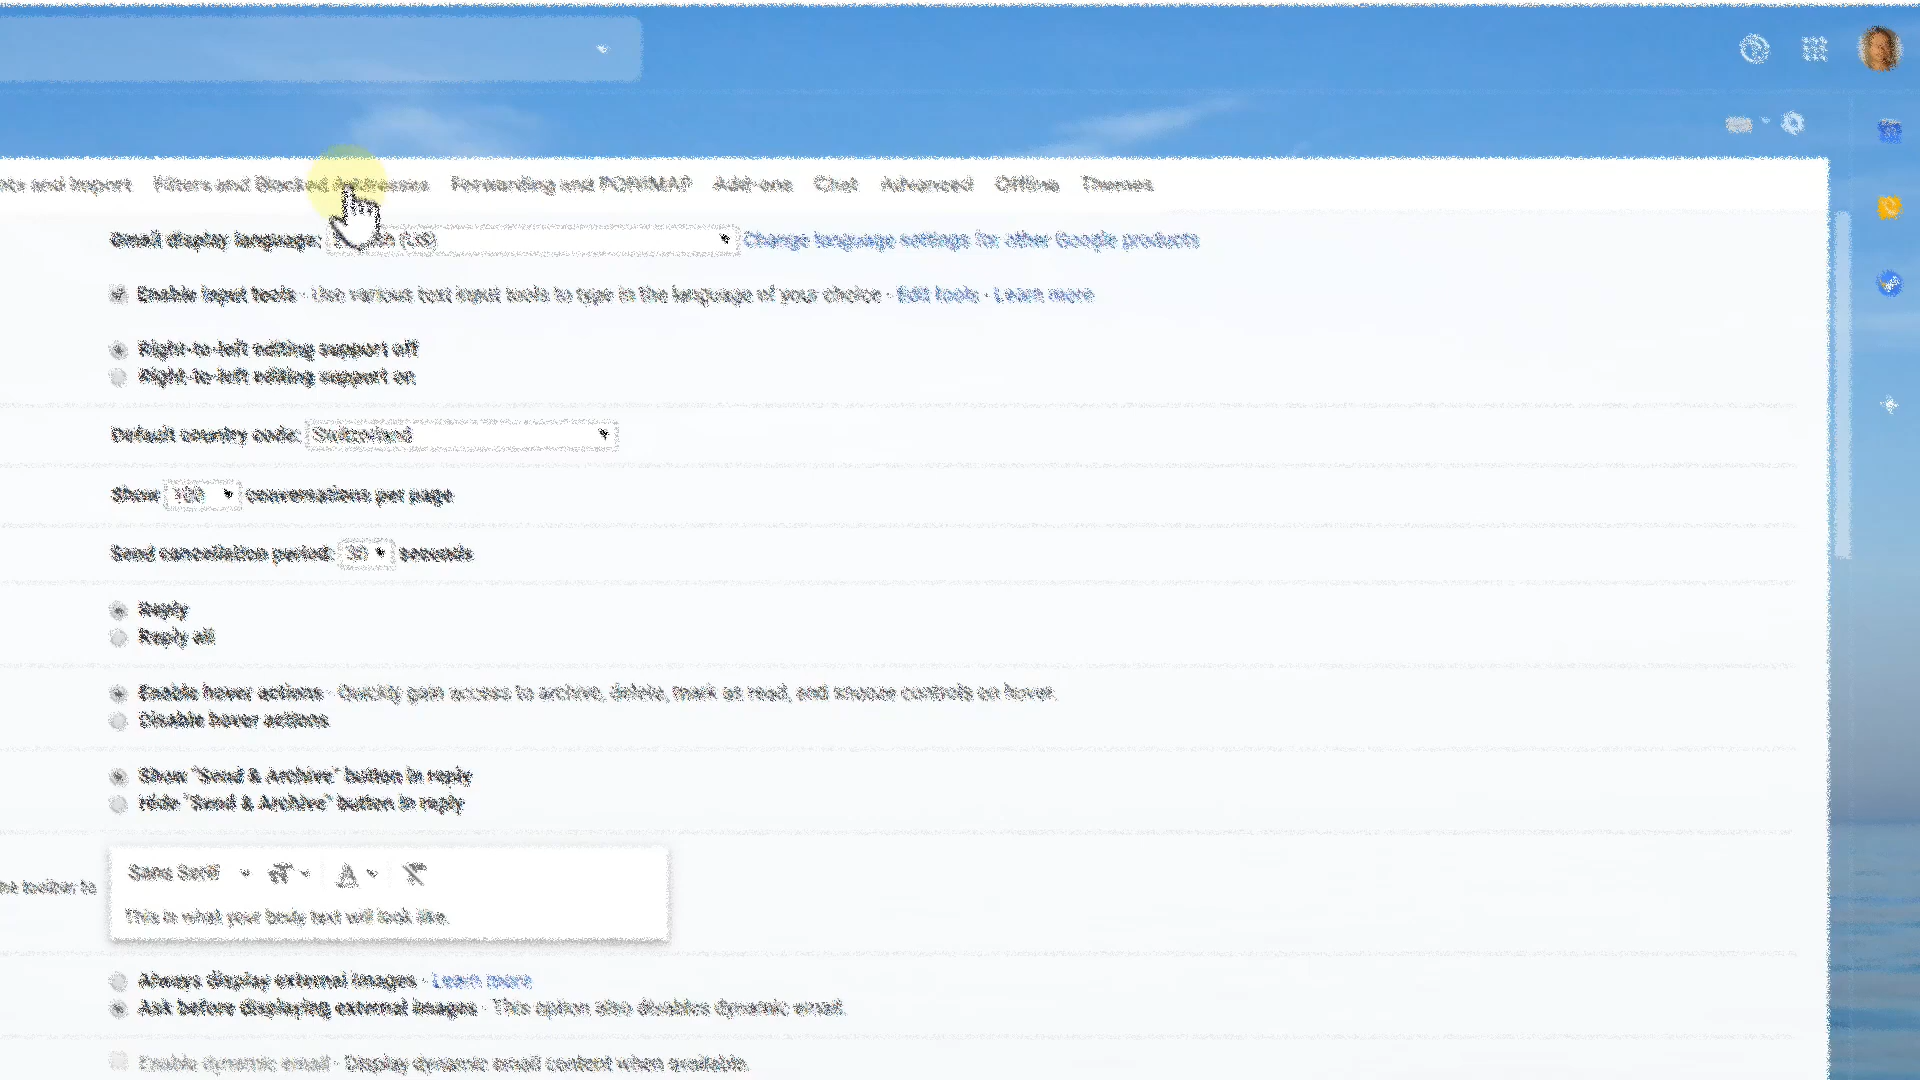 nts and Import Filters and Blocked Addresses Forwarding and POP/IMAP Add-ons Chat Advanced Offline Themes
Gmail display language: (US) Change language settings for other Google products
Enable input tools - Use various text input tools to type in the language of your choice - Edit tools - Learn more
Right-to-left editing support off
Right-to-left editing support on
Default country code: Switzerland
Show 100 conversations per page
Send cancellation period: 30 seconds
Reply
Reply all
Enable hover actions - Quickly gain access to archive, delete, mark as read, and snooze controls on hover.
Disable hover actions
Show "Send & Archive" button in reply
Hide "Send & Archive" button in reply
Sans Serif
the toolbar to
This is what your body text will look like.
Always display external images - Learn more
Ask before displaying external images - This option also disables dynamic email.
Enable dynamic email - Display dynamic email content when available.